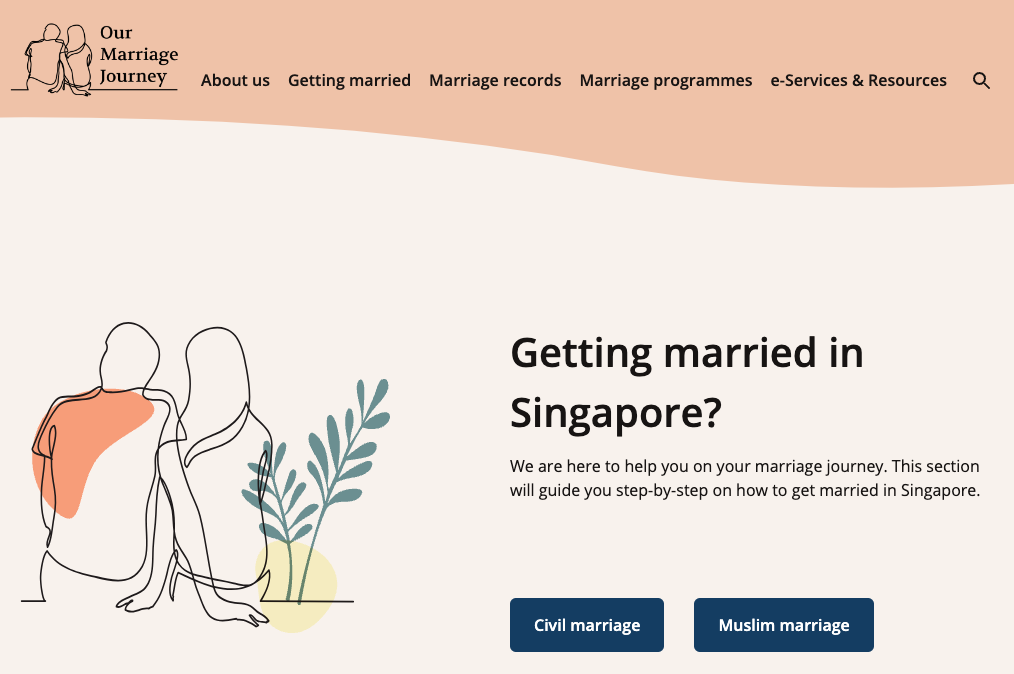 Our
Marriage
Journey
About us Getting married Marriage records Marriage programmes e-Services & Resources
Getting married in
Singapore?
We are here to help you on your marriage journey. This section
will guide you step-by-step on how to get married in Singapore.
Civil marriage Muslim marriage